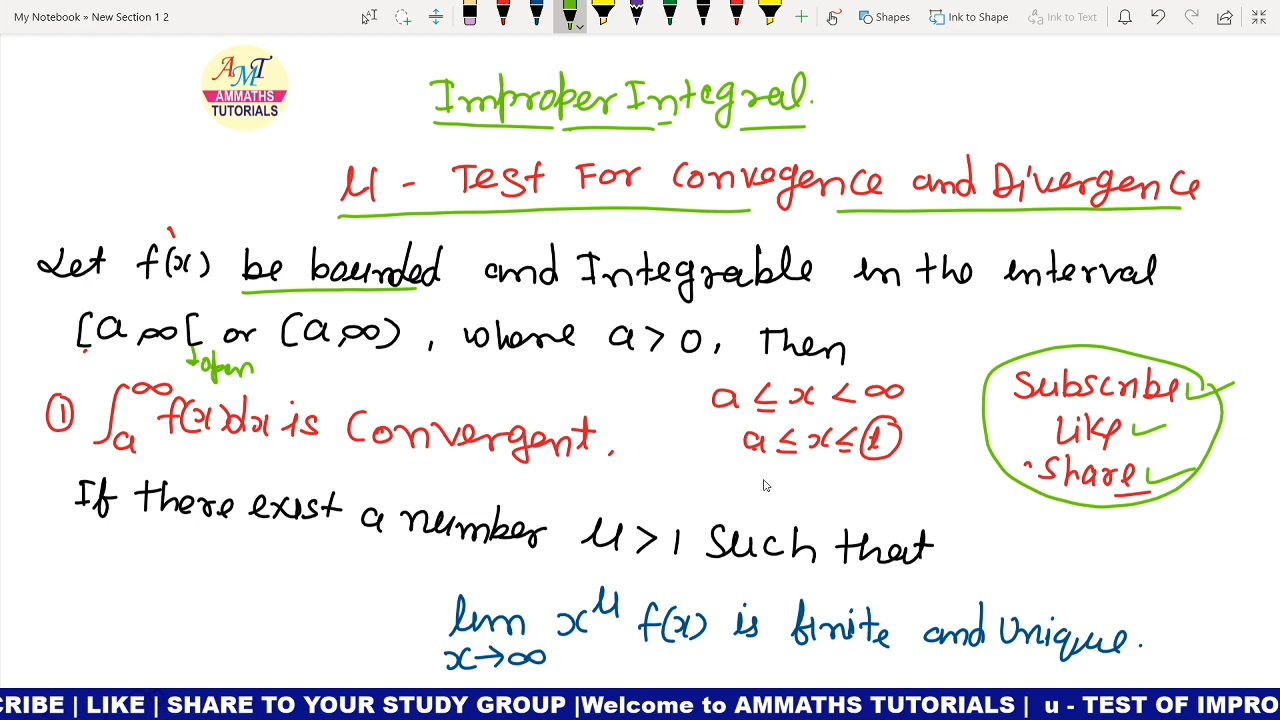 My Notebook » New Section 1 2
Shapes
Ink to Shape
Ink to Text
AMT
AMMATHS
TUTORIALS
Improper Integral.
μ - Test For Convegence and Divergence
Let f(x) be bounded and Integrable in the interval
[a,∞[ or [a,∞), where a > 0, Then
open
① ∫ₐ^∞ f(x)dx is Convergent.
a ≤ x < ∞
a ≤ x ≤ t
Subscribe ✓
Like ✓
Share ✓
If there exist a number μ > 1 Such that
lim x→∞ x^μ f(x) is finite and Unique.
CRIBE | LIKE | SHARE TO YOUR STUDY GROUP |Welcome to AMMATHS TUTORIALS | u - TEST OF IMPRO